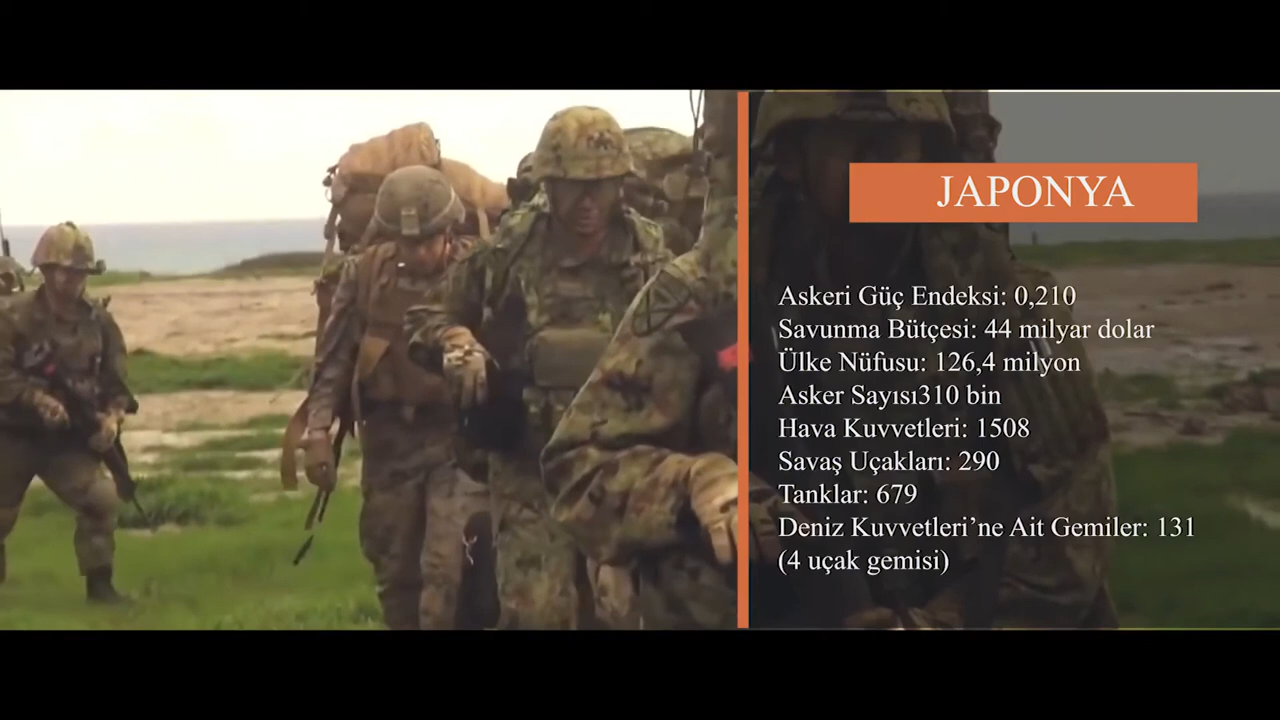 JAPONYA
Askeri Güç Endeksi: 0,210
Savunma Bütçesi: 44 milyar dolar
Ülke Nüfusu: 126,4 milyon
Asker Sayısı310 bin
Hava Kuvvetleri: 1508
Savaş Uçakları: 290
Tanklar: 679
Deniz Kuvvetleri’ne Ait Gemiler: 131
(4 uçak gemisi)